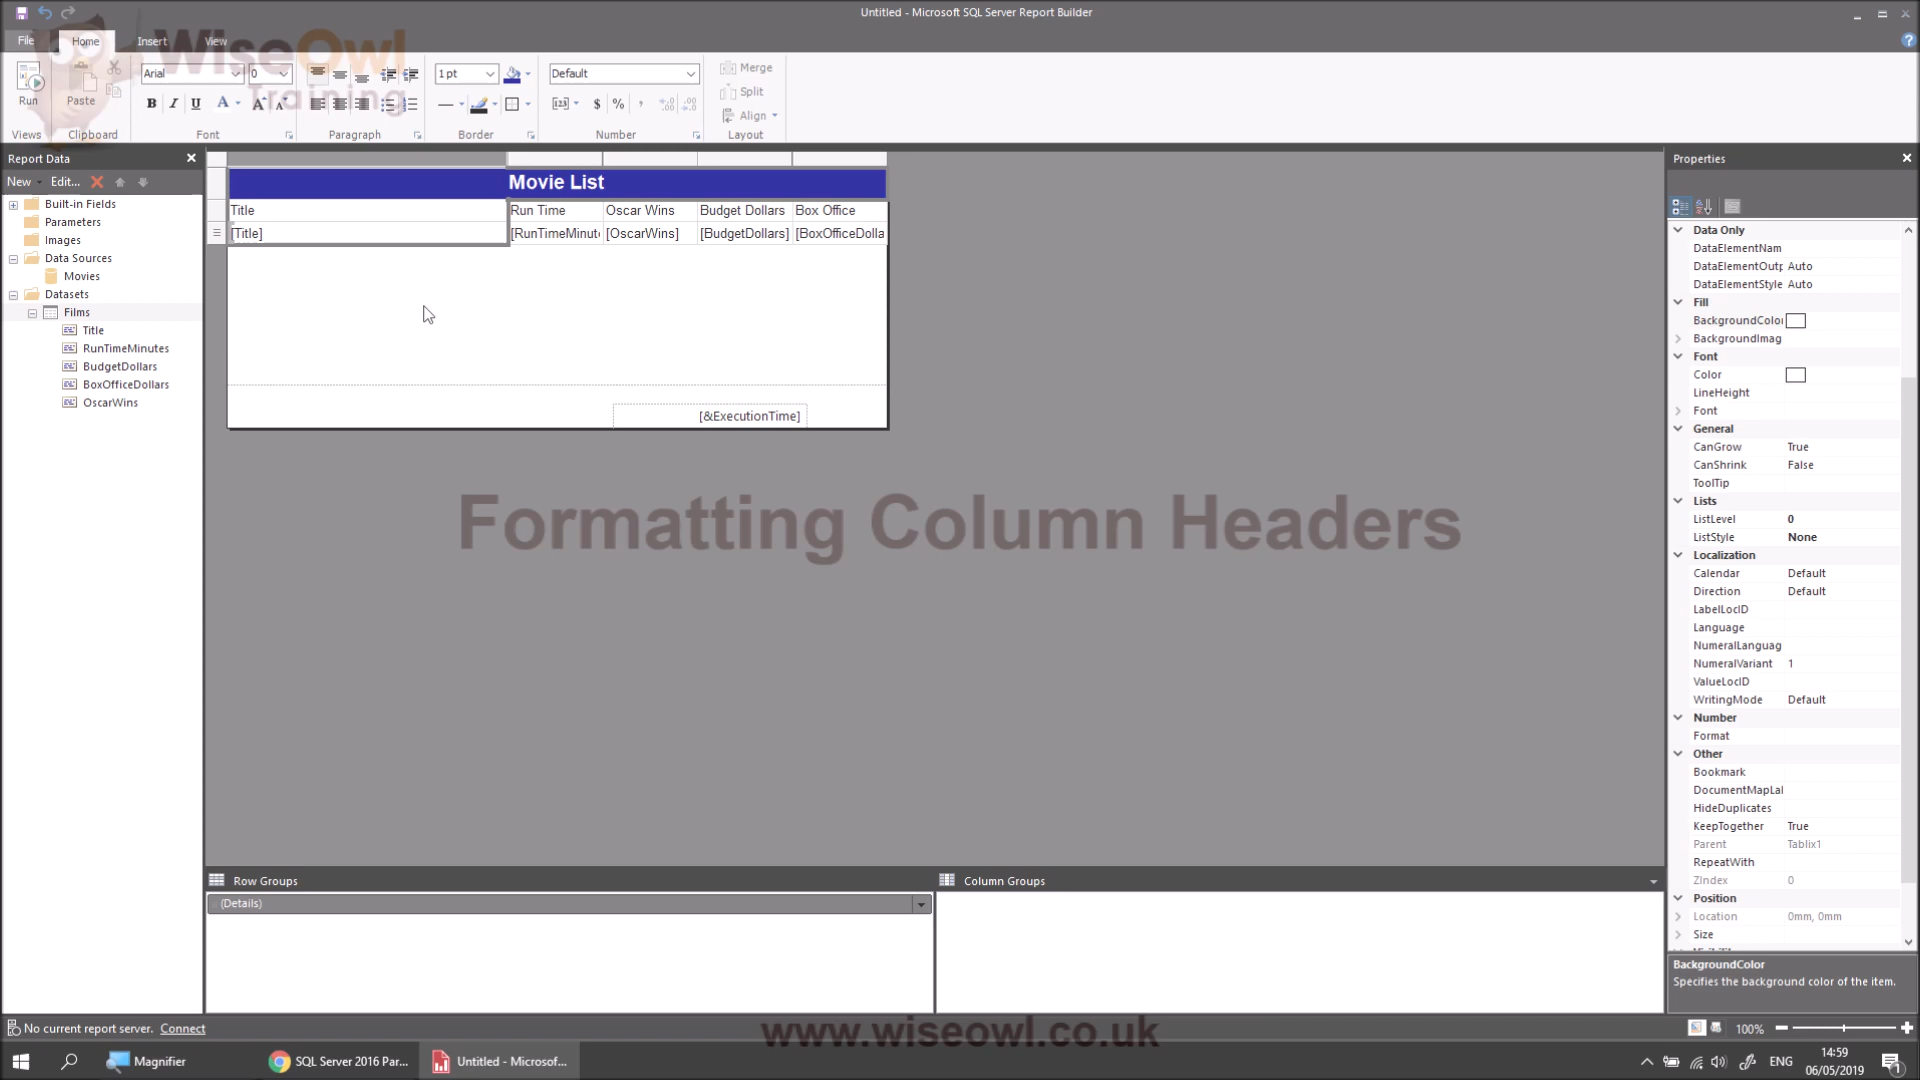 Untitled - Microsoft SQL Server Report Builder
File Home Insert View
WiseOwl
Training
Run
Paste
Arial 0
1 pt
Default
Merge
Split
Align
Views Clipboard Font Paragraph Border Number Layout
Report Data
New Edit...
Built-in Fields
Parameters
Images
Data Sources
Movies
Datasets
Films
Title
RunTimeMinutes
BudgetDollars
BoxOfficeDollars
OscarWins
Movie List
Title Run Time Oscar Wins Budget Dollars Box Office
[Title] [RunTimeMinut [OscarWins] [BudgetDollars] [BoxOfficeDolla
[&ExecutionTime]
Formatting Column Headers
Properties
Data Only
DataElementNam
DataElementOutp Auto
DataElementStyle Auto
Fill
BackgroundColor
BackgroundImag
Font
Color
LineHeight
Font
General
CanGrow True
CanShrink False
ToolTip
Lists
ListLevel 0
ListStyle None
Localization
Calendar Default
Direction Default
LabelLocID
Language
NumeralLanguag
NumeralVariant 1
ValueLocID
WritingMode Default
Number
Format
Other
Bookmark
DocumentMapLal
HideDuplicates
KeepTogether True
Parent Tablix1
RepeatWith
ZIndex 0
Position
Location 0mm, 0mm
Size
BackgroundColor
Specifies the background color of the item.
Row Groups
(Details)
Column Groups
No current report server. Connect
100%
www.wiseowl.co.uk
Magnifier
SQL Server 2016 Par...
Untitled - Microsof...
ENG
14:59
06/05/2019